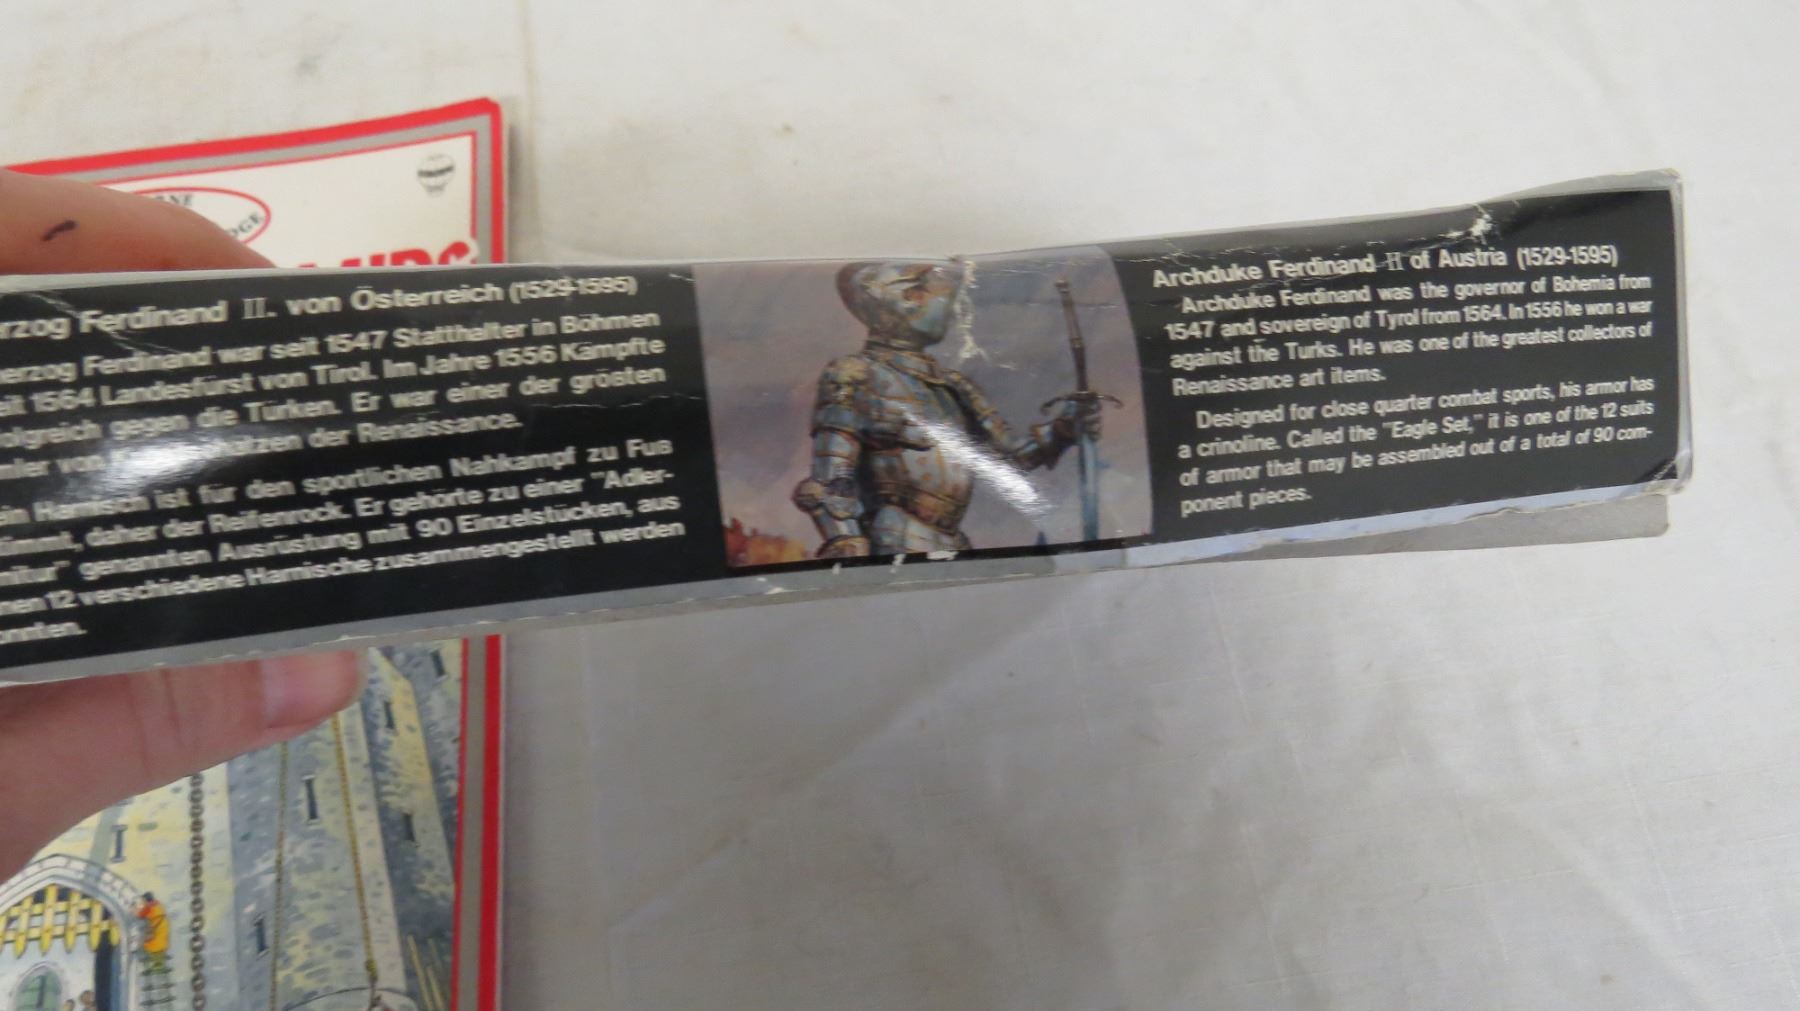 NE
DGE
rzog Ferdinand II. von Österreich (1529-1595)
erzog Ferdinand war seit 1547 Statthalter in Böhmen
eit 1564 Landesfürst von Tirol. Im Jahre 1556 Kämpfte
olgreich gegen die Türken. Er war einer der größten
mler von der Renaissance.
ein Harnisch ist für den sportlichen Nahkampf zu Fuß
timmt, daher der Reifenrock. Er gehörte zu einer "Adler-
nitur" genannten Ausrüstung mit 90 Einzelstücken, aus
nen 12 verschiedene Harnische zusammengestellt werden
onnten.
Archduke Ferdinand II of Austria (1529-1595)
Archduke Ferdinand was the governor of Bohemia from
1547 and sovereign of Tyrol from 1564. In 1556 he won a war
against the Turks. He was one of the greatest collectors of
Renaissance art items.
Designed for close quarter combat sports, his armor has
a crinoline. Called the "Eagle Set," it is one of the 12 suits
of armor that may be assembled out of a total of 90 com-
ponent pieces.